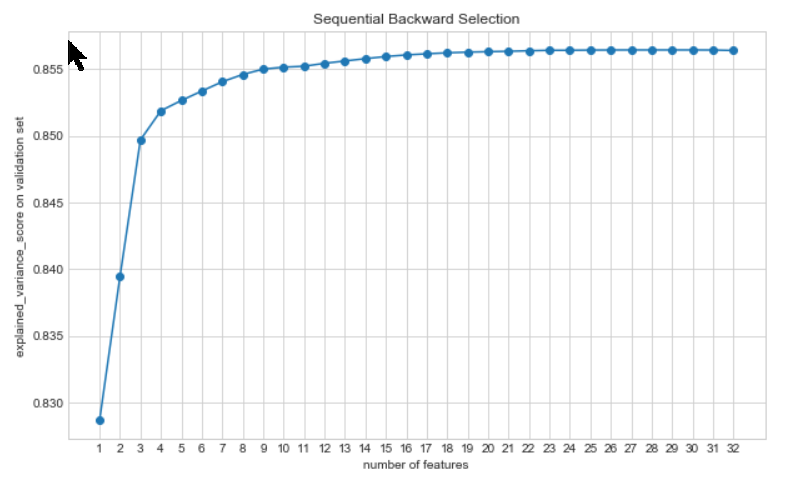 Sequential Backward Selection
explained_variance_score on validation set
0.855
0.850
0.845
0.840
0.835
0.830
1 2 3 4 5 6 7 8 9 10 11 12 13 14 15 16 17 18 19 20 21 22 23 24 25 26 27 28 29 30 31 32
number of features